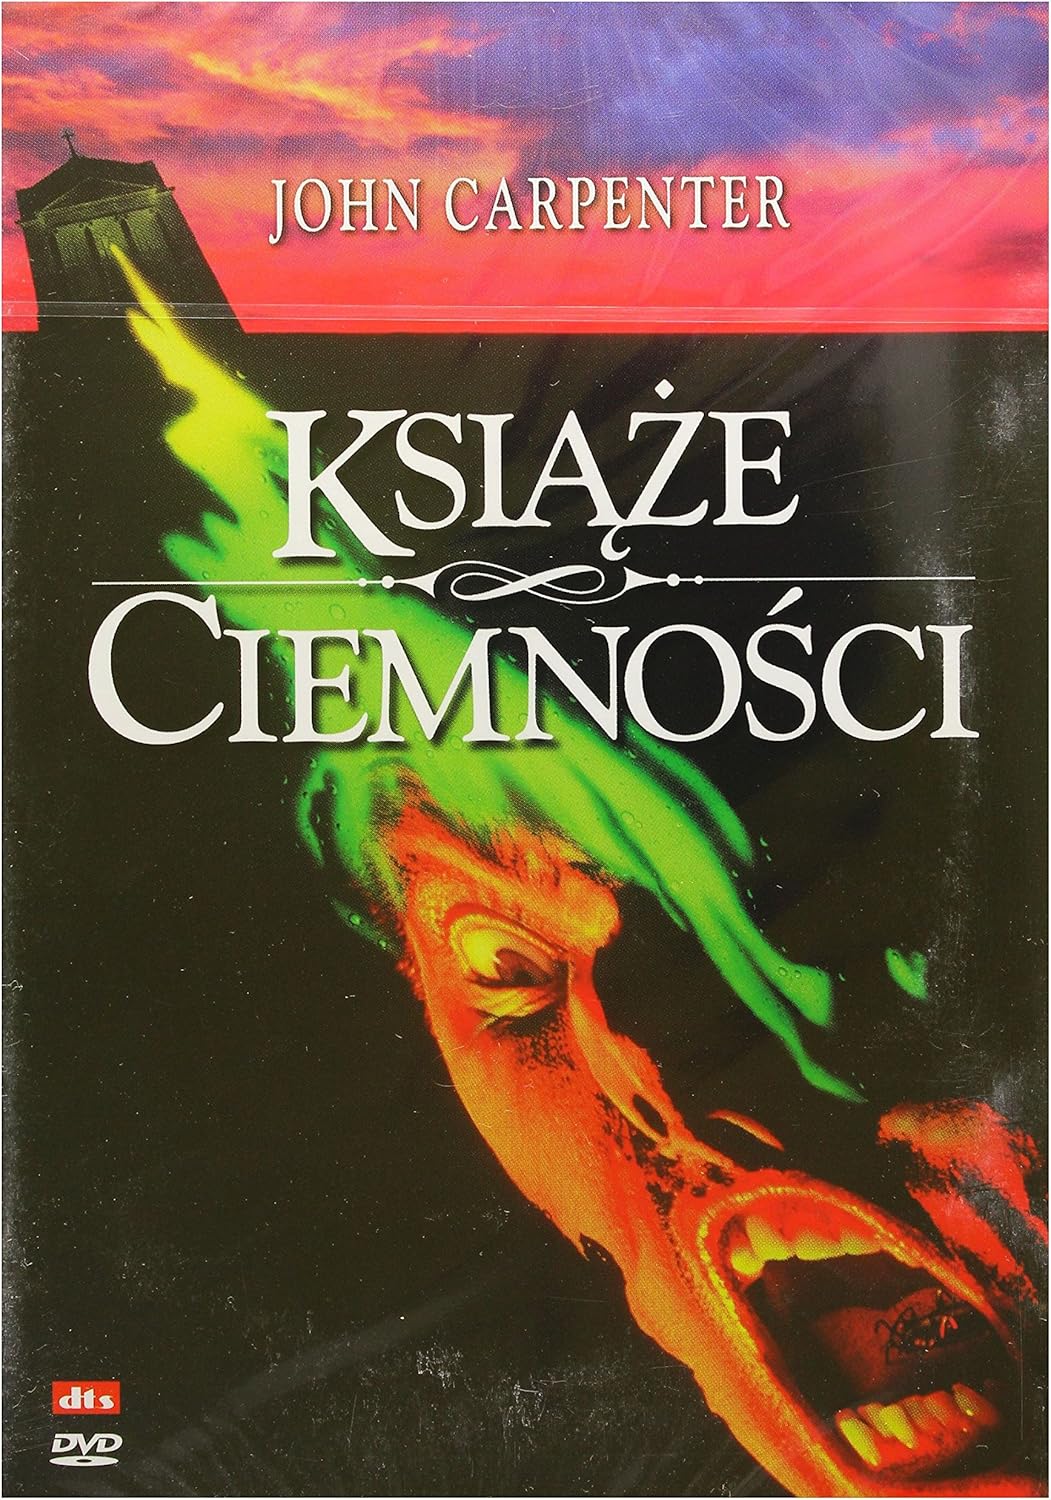 JOHN CARPENTER
KSIĄŻE
CIEMNOŚCI
dts
DVD